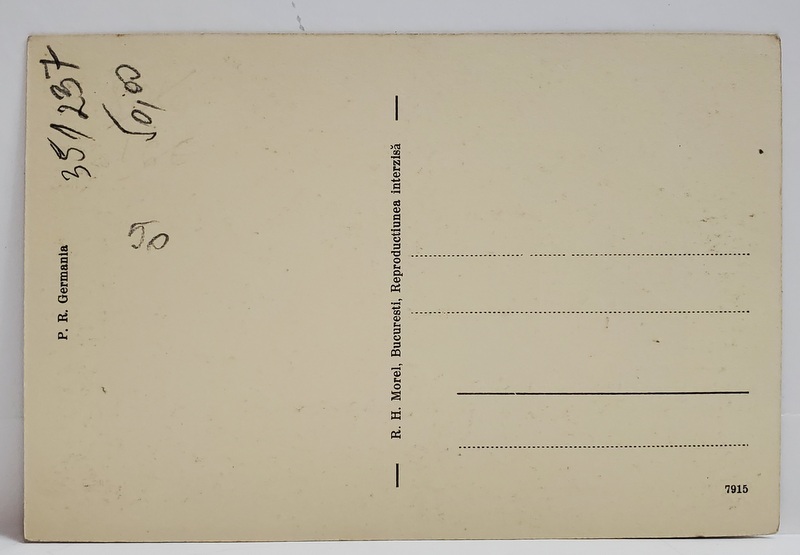 351237
50,00
50
P. R. Germania
R. H. Morel, Bucuresti, Reproductiunea interzisă
7915